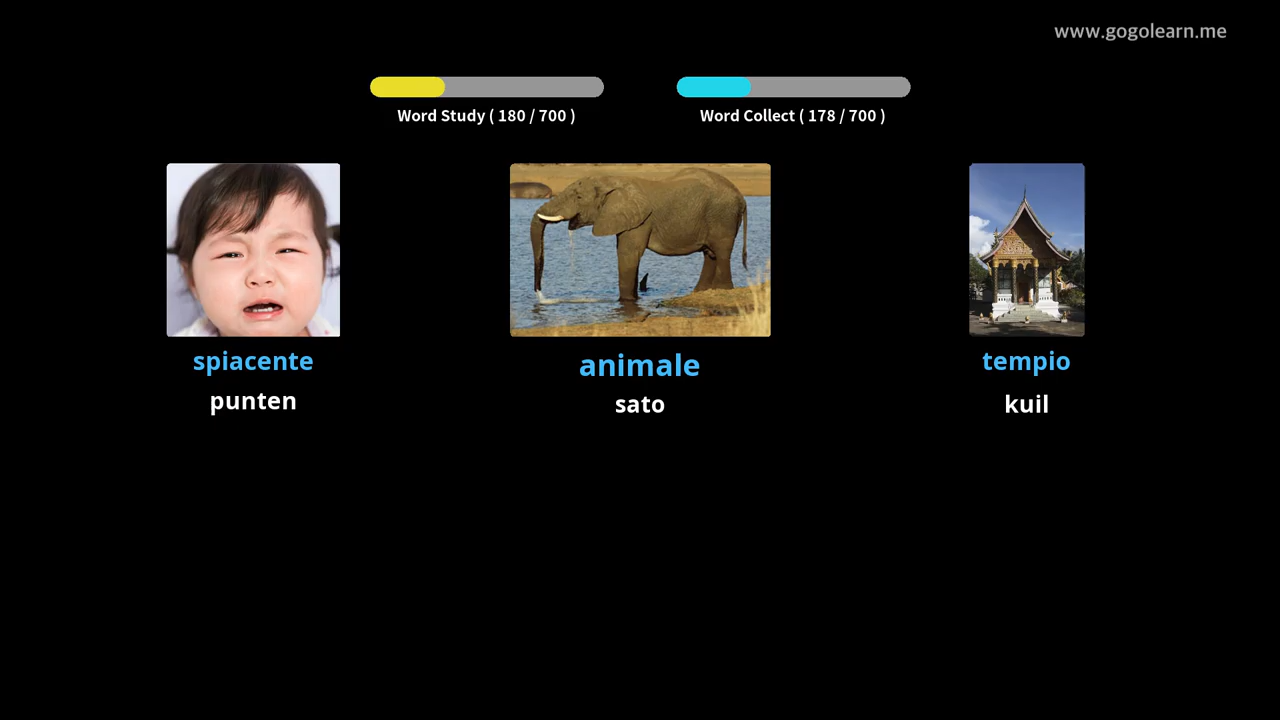 www.gogolearn.me
Word Study ( 180 / 700 )
Word Collect ( 178 / 700 )
spiacente
animale
tempio
punten
sato
kuil